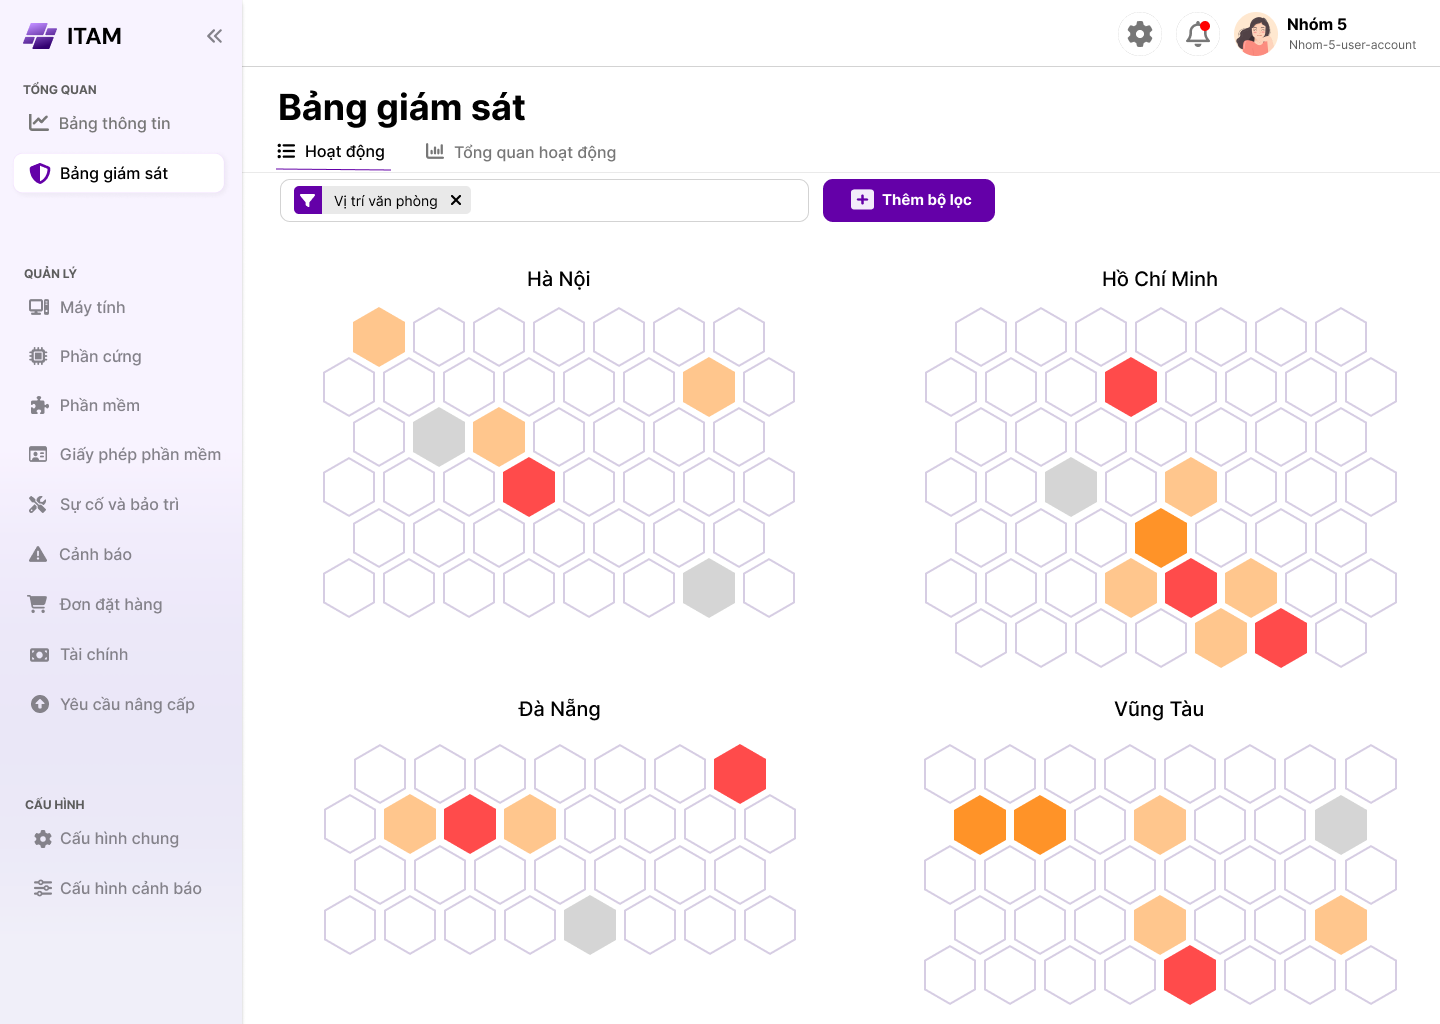 ITAM
TỔNG QUAN
Bảng thông tin
Bảng giám sát
QUẢN LÝ
Máy tính
Phần cứng
Phần mềm
Giấy phép phần mềm
Sự cố và bảo trì
Cảnh báo
Đơn đặt hàng
Tài chính
Yêu cầu nâng cấp
CẤU HÌNH
Cấu hình chung
Cấu hình cảnh báo
Nhóm 5
Nhom-5-user-account
Bảng giám sát
Hoạt động
Tổng quan hoạt động
Vị trí văn phòng
Thêm bộ lọc
Hà Nội
Hồ Chí Minh
Đà Nẵng
Vũng Tàu